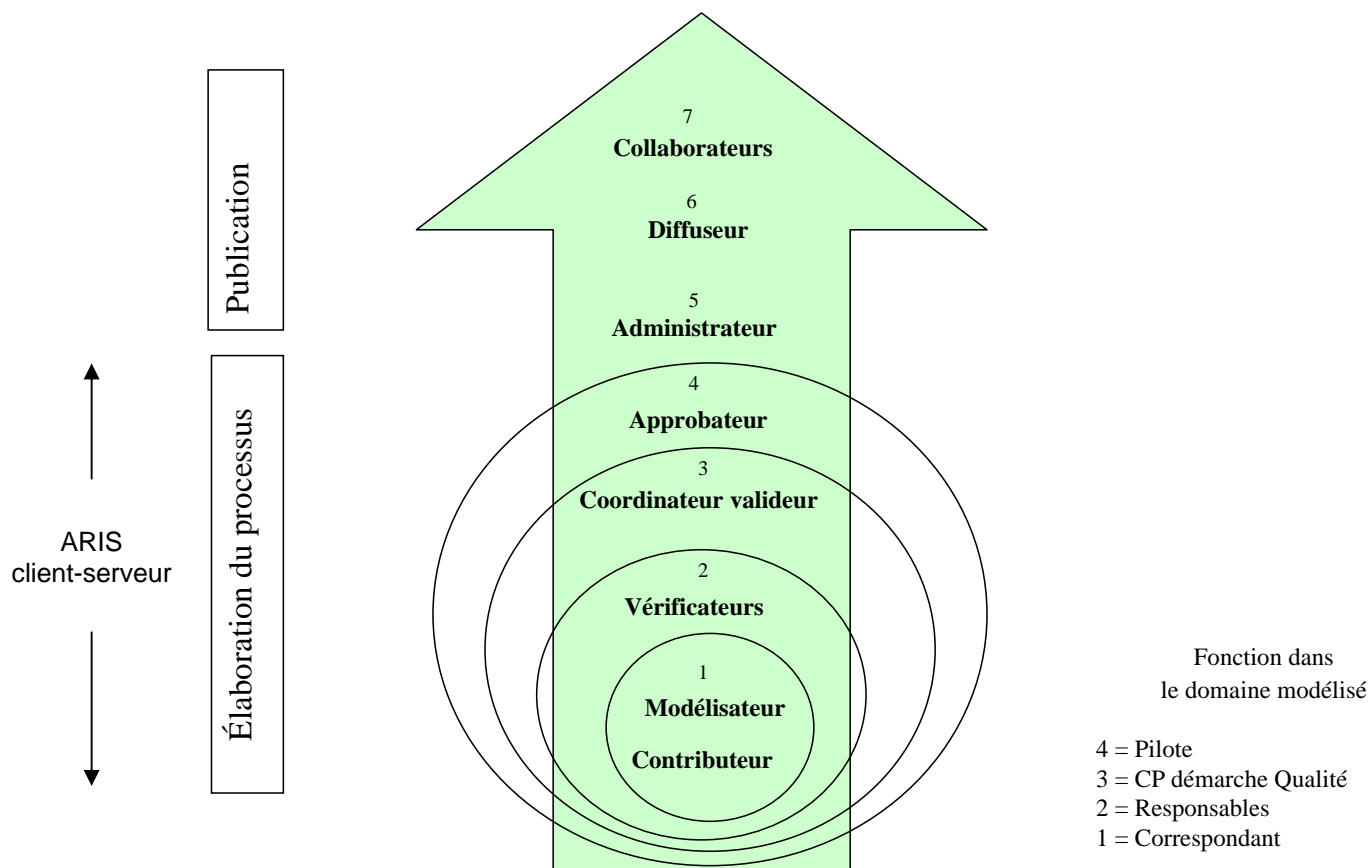 Publication
Élaboration du processus
ARIS
client-serveur
7
Collaborateurs
6
Diffuseur
5
Administrateur
4
Approbateur
3
Coordinateur valideur
2
Vérificateurs
1
Modélisateur
Contributeur
Fonction dans
le domaine modélisé
4 = Pilote
3 = CP démarche Qualité
2 = Responsables
1 = Correspondant